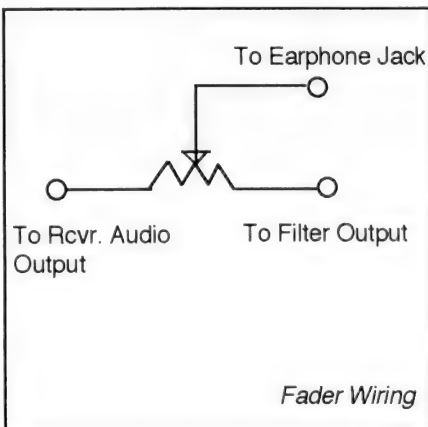 To Earphone Jack
To Rcvr. Audio
Output
To Filter Output
Fader Wiring